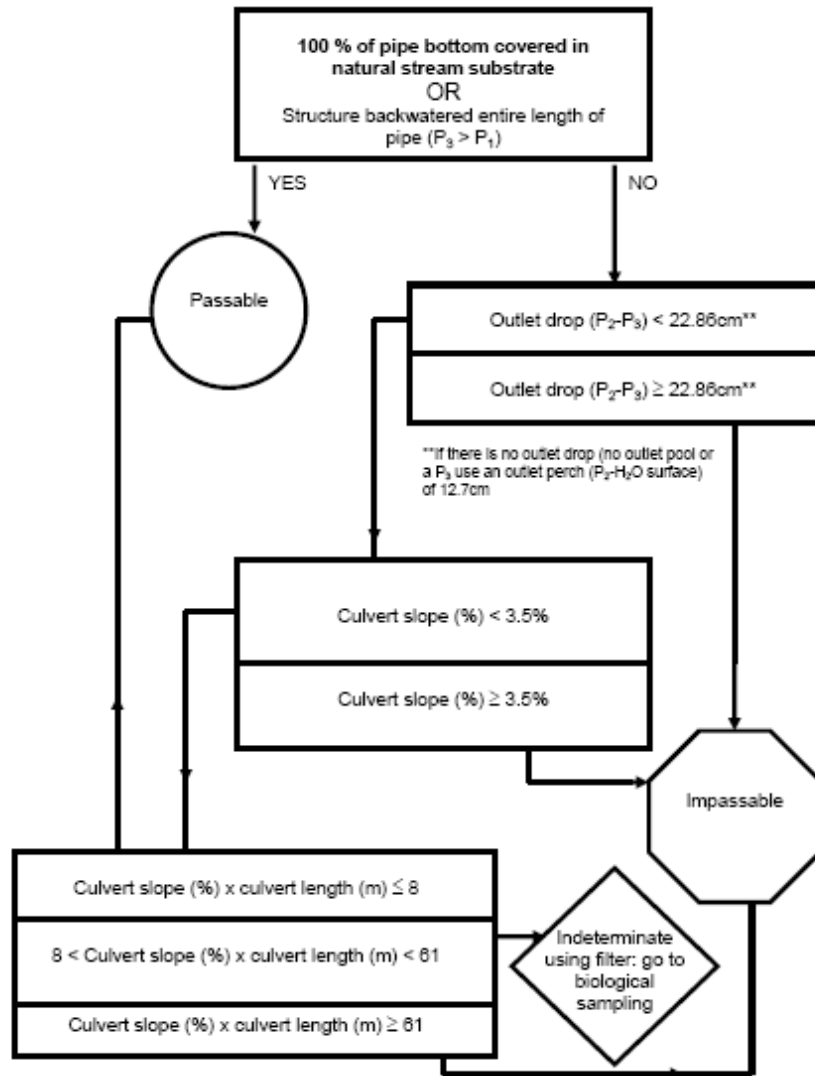 100 % of pipe bottom covered in
natural stream substrate
OR
Structure backwatered entire length of
pipe (P₃ > P₁)
YES
NO
Passable
Outlet drop (P₂-P₃) < 22.86cm**
Outlet drop (P₂-P₃) ≥ 22.86cm**
**If there is no outlet drop (no outlet pool or
a P₃ use an outlet perch (P₂-H₂O surface)
of 12.7cm
Culvert slope (%) < 3.5%
Culvert slope (%) ≥ 3.5%
Impassable
Culvert slope (%) x culvert length (m) ≤ 8
8 < Culvert slope (%) x culvert length (m) < 61
Culvert slope (%) x culvert length (m) ≥ 61
Indeterminate
using filter: go to
biological
sampling